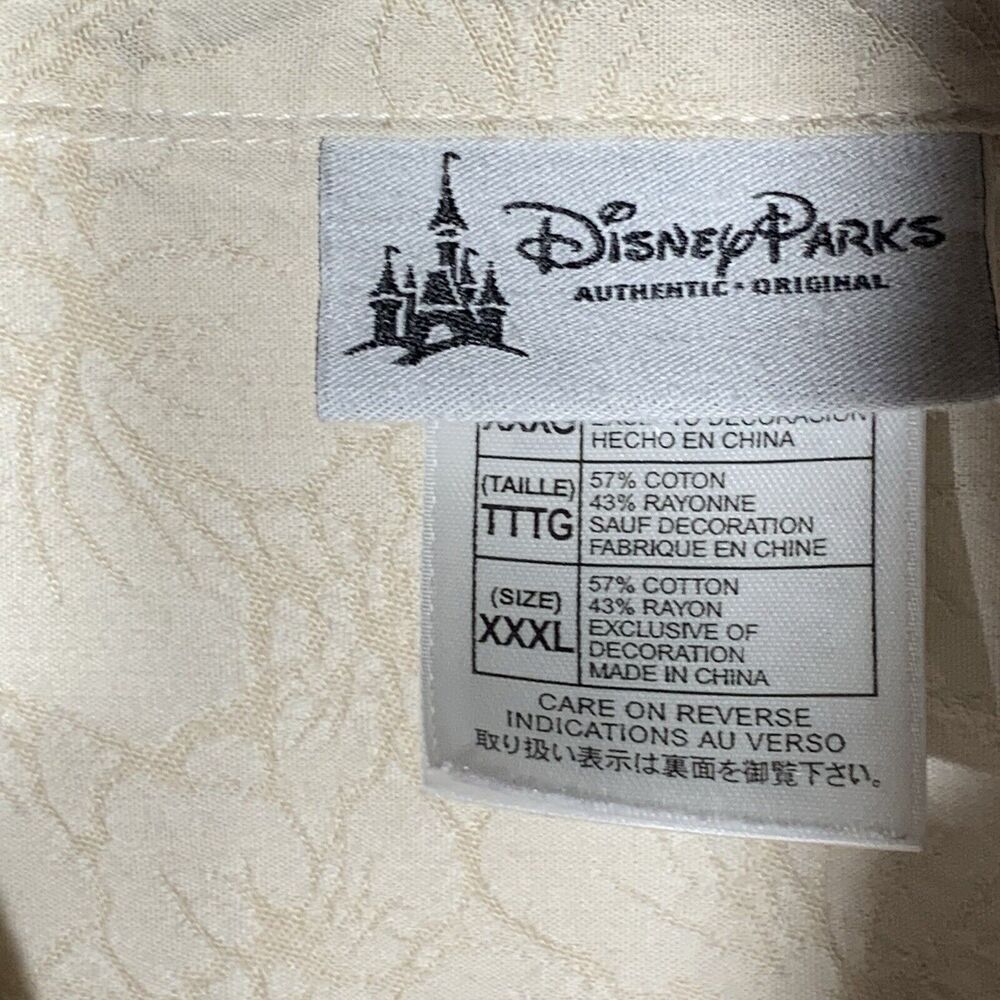 Disney Parks
AUTHENTIC • ORIGINAL
HECHO EN CHINA
(TAILLE)
TTTG
57% COTON
43% RAYONNE
SAUF DECORATION
FABRIQUE EN CHINE
(SIZE)
XXXL
57% COTTON
43% RAYON
EXCLUSIVE OF
DECORATION
MADE IN CHINA
CARE ON REVERSE
INDICATIONS AU VERSO
取り扱い表示は裏面を御覧下さい。